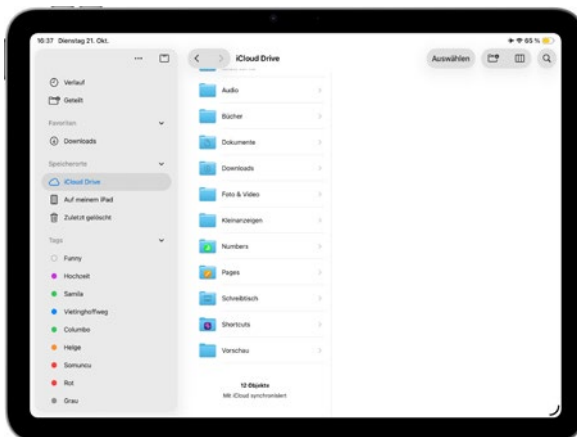 10:37 Dienstag 21. Okt.
65 %
iCloud Drive
Auswählen
Verlauf
Geteilt
Favoriten
Downloads
Speicherorte
iCloud Drive
Auf meinem iPad
Zuletzt gelöscht
Tags
Funny
Hochzeit
Samila
Vietinghoffweg
Columbo
Helge
Somuncu
Rot
Grau
Audio
Bücher
Dokumente
Downloads
Foto & Video
Kleinanzeigen
Numbers
Pages
Schreibtisch
Shortcuts
Vorschau
12 Objekte
Mit iCloud synchronisiert